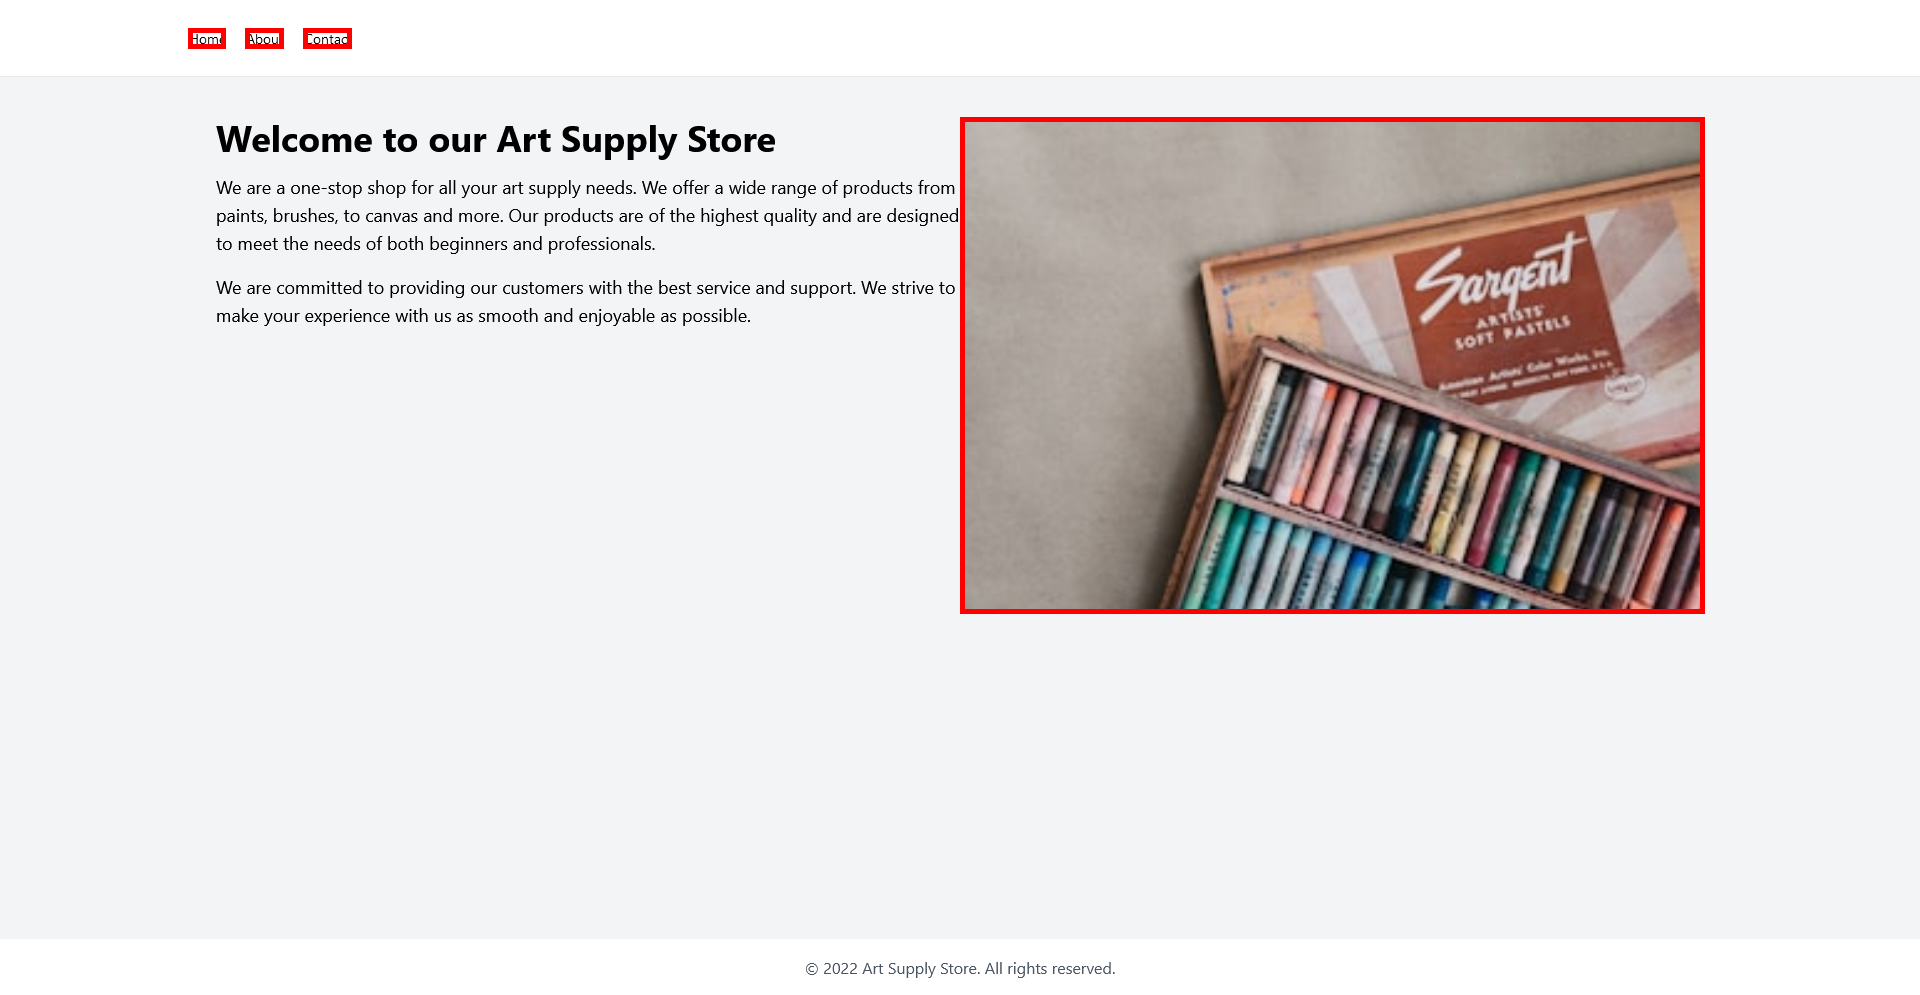 Home About Contact
Welcome to our Art Supply Store
We are a one-stop shop for all your art supply needs. We offer a wide range of products from
paints, brushes, to canvas and more. Our products are of the highest quality and are designed
to meet the needs of both beginners and professionals.
We are committed to providing our customers with the best service and support. We strive to
make your experience with us as smooth and enjoyable as possible.
Sargent
ARTISTS'
SOFT PASTELS
American Artists' Color Works, Inc.
© 2022 Art Supply Store. All rights reserved.